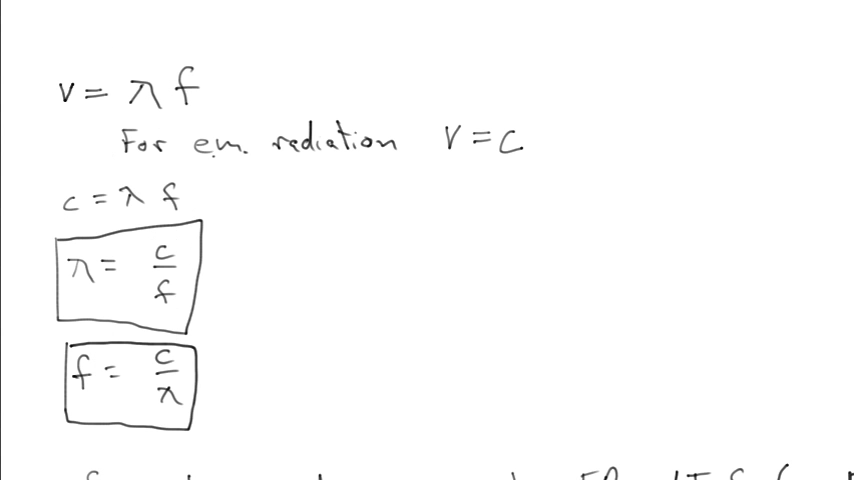 v = λ f
For e.m. radiation v = c
c = λ f
λ = c/f
f = c/λ